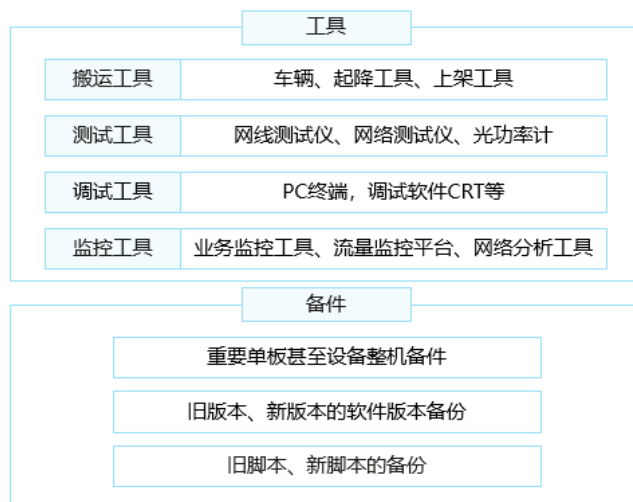 工具
搬运工具 车辆、起降工具、上架工具
测试工具 网线测试仪、网络测试仪、光功率计
调试工具 PC终端，调试软件CRT等
监控工具 业务监控工具、流量监控平台、网络分析工具
备件
重要单板甚至设备整机备件
旧版本、新版本的软件版本备份
旧脚本、新脚本的备份